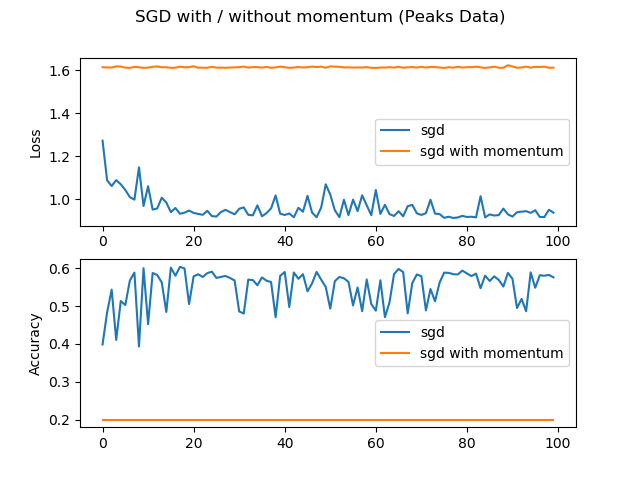 SGD with / without momentum (Peaks Data)
1.6
1.4
1.2
1.0
Loss
sgd
sgd with momentum
0 20 40 60 80 100
0.6
0.5
0.4
0.3
0.2
Accuracy
sgd
sgd with momentum
0 20 40 60 80 100